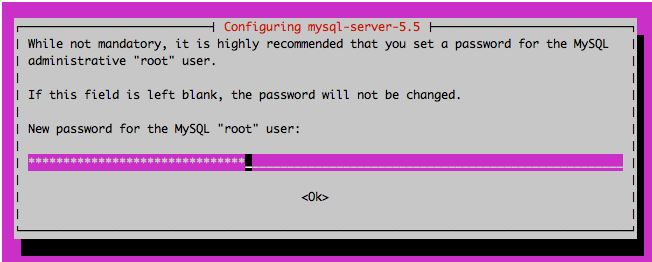 Configuring mysql-server-5.5
While not mandatory, it is highly recommended that you set a password for the MySQL
administrative "root" user.
If this field is left blank, the password will not be changed.
New password for the MySQL "root" user:
*******************************
<Ok>